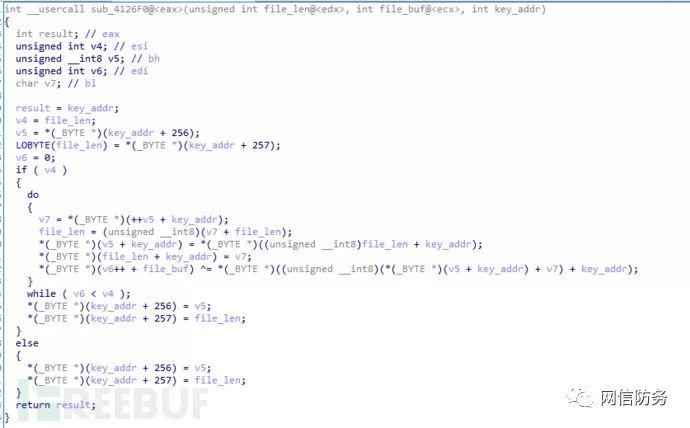 int __usercall sub_4126F0@<eax>(unsigned int file_len@<edx>, int file_buf@<ecx>, int key_addr)
{
int result; // eax
unsigned int v4; // esi
unsigned __int8 v5; // bh
unsigned int v6; // edi
char v7; // bl
result = key_addr;
v4 = file_len;
v5 = *(_BYTE *)(key_addr + 256);
LOBYTE(file_len) = *(_BYTE *)(key_addr + 257);
v6 = 0;
if ( v4 )
{
do
{
v7 = *(_BYTE *)(++v5 + key_addr);
file_len = (unsigned __int8)(v7 + file_len);
*(_BYTE *)(v5 + key_addr) = *(_BYTE *)((unsigned __int8)file_len + key_addr);
*(_BYTE *)(file_len + key_addr) = v7;
*(_BYTE *)(v6++ + file_buf) ^= *(_BYTE *)((unsigned __int8)(*(_BYTE *)(v5 + key_addr) + v7) + key_addr);
}
while ( v6 < v4 );
*(_BYTE *)(key_addr + 256) = v5;
*(_BYTE *)(key_addr + 257) = file_len;
}
else
{
*(_BYTE *)(key_addr + 256) = v5;
*(_BYTE *)(key_addr + 257) = file_len;
}
return result;
}
REEBUF
网信防务